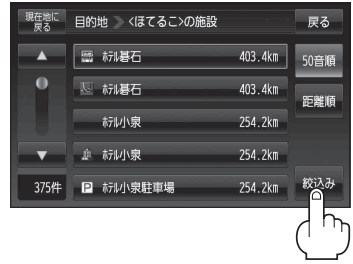 現在地に
戻る
目的地 <ほてるこ>の施設
戻る
ﾎﾃﾙ碁石 403.4km
50音順
ﾎﾃﾙ碁石 403.4km
距離順
ﾎﾃﾙ小泉 254.2km
ﾎﾃﾙ小泉 254.2km
375件
P ﾎﾃﾙ小泉駐車場 254.2km
絞込み